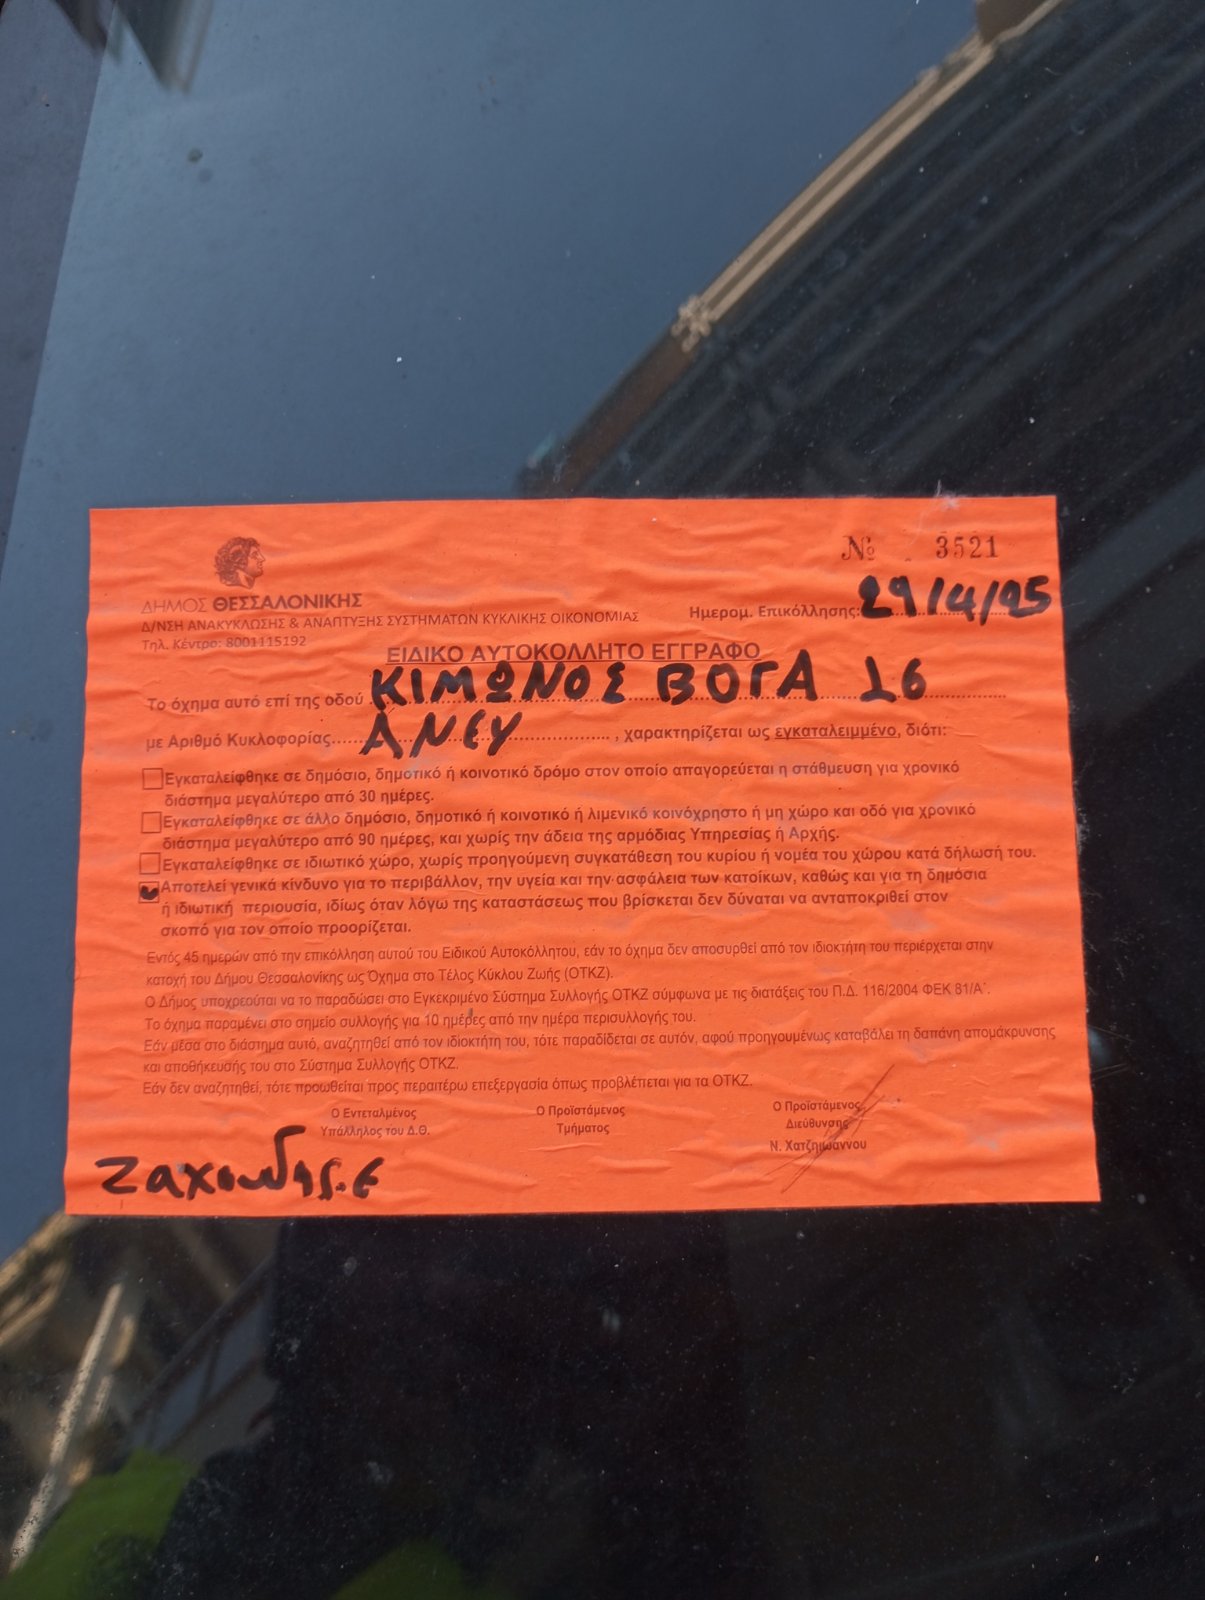 Νο 3521
ΔΗΜΟΣ ΘΕΣΣΑΛΟΝΙΚΗΣ
Δ/ΝΣΗ ΑΝΑΚΥΚΛΩΣΗΣ & ΑΝΑΠΤΥΞΗΣ ΣΥΣΤΗΜΑΤΩΝ ΚΥΚΛΙΚΗΣ ΟΙΚΟΝΟΜΙΑΣ
Ημερομ. Επικόλλησης: 29/4/25
Τηλ. Κέντρο: 8001115192
ΕΙΔΙΚΟ ΑΥΤΟΚΟΛΛΗΤΟ ΕΓΓΡΑΦΟ
Το όχημα αυτό επί της οδού ΚΙΜΩΝΟΣ ΒΟΓΑ 16
με Αριθμό Κυκλοφορίας ΑΝΕΥ , χαρακτηρίζεται ως εγκαταλειμμένο, διότι:
Εγκαταλείφθηκε σε δημόσιο, δημοτικό ή κοινοτικό δρόμο στον οποίο απαγορεύεται η στάθμευση για χρονικό
διάστημα μεγαλύτερο από 30 ημέρες.
Εγκαταλείφθηκε σε άλλο δημόσιο, δημοτικό ή κοινοτικό ή λιμενικό κοινόχρηστο ή μη χώρο και οδό για χρονικό
διάστημα μεγαλύτερο από 90 ημέρες, και χωρίς την άδεια της αρμόδιας Υπηρεσίας ή Αρχής.
Εγκαταλείφθηκε σε ιδιωτικό χώρο, χωρίς προηγούμενη συγκατάθεση του κυρίου ή νομέα του χώρου κατά δήλωσή του.
Αποτελεί γενικά κίνδυνο για το περιβάλλον, την υγεία και την ασφάλεια των κατοίκων, καθώς και για τη δημόσια
ή ιδιωτική περιουσία, ιδίως όταν λόγω της καταστάσεως που βρίσκεται δεν δύναται να ανταποκριθεί στον
σκοπό για τον οποίο προορίζεται.
Εντός 45 ημερών από την επικόλληση αυτού του Ειδικού Αυτοκόλλητου, εάν το όχημα δεν αποσυρθεί από τον ιδιοκτήτη του περιέρχεται στην
κατοχή του Δήμου Θεσσαλονίκης ως Όχημα στο Τέλος Κύκλου Ζωής (ΟΤΚΖ).
Ο Δήμος υποχρεούται να το παραδώσει στο Εγκεκριμένο Σύστημα Συλλογής ΟΤΚΖ σύμφωνα με τις διατάξεις του Π.Δ. 116/2004 ΦΕΚ 81/Α΄.
Το όχημα παραμένει στο σημείο συλλογής για 10 ημέρες από την ημέρα περισυλλογής του.
Εάν μέσα στο διάστημα αυτό, αναζητηθεί από τον ιδιοκτήτη του, τότε παραδίδεται σε αυτόν, αφού προηγουμένως καταβάλει τη δαπάνη απομάκρυνσης
και αποθήκευσής του στο Σύστημα Συλλογής ΟΤΚΖ.
Εάν δεν αναζητηθεί, τότε προωθείται προς περαιτέρω επεξεργασία όπως προβλέπεται για τα ΟΤΚΖ.
Ο Εντεταλμένος
Υπάλληλος του Δ.Θ.
Ο Προϊστάμενος
Τμήματος
Ο Προϊστάμενος
Διεύθυνσης
Ν. Χατζηιωάννου